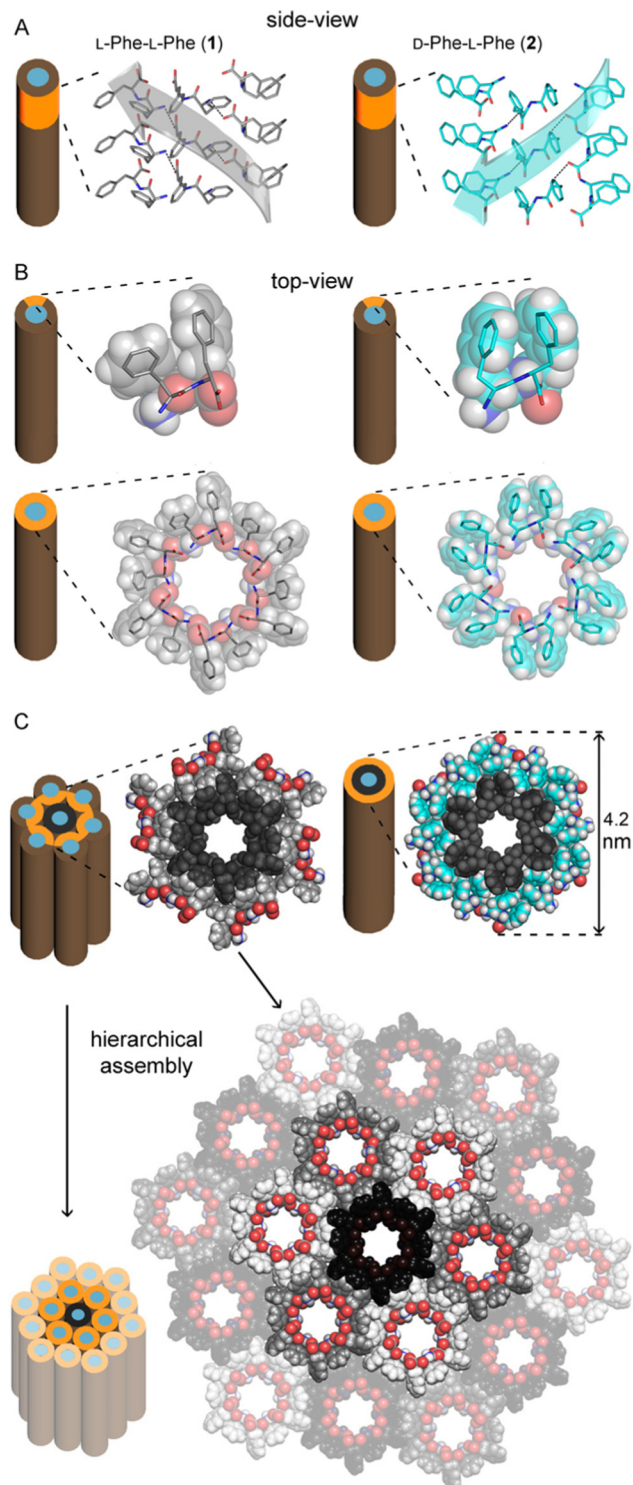 A
side-view
L-Phe-L-Phe (1)
D-Phe-L-Phe (2)
B
top-view
C
4.2
nm
hierarchical
assembly